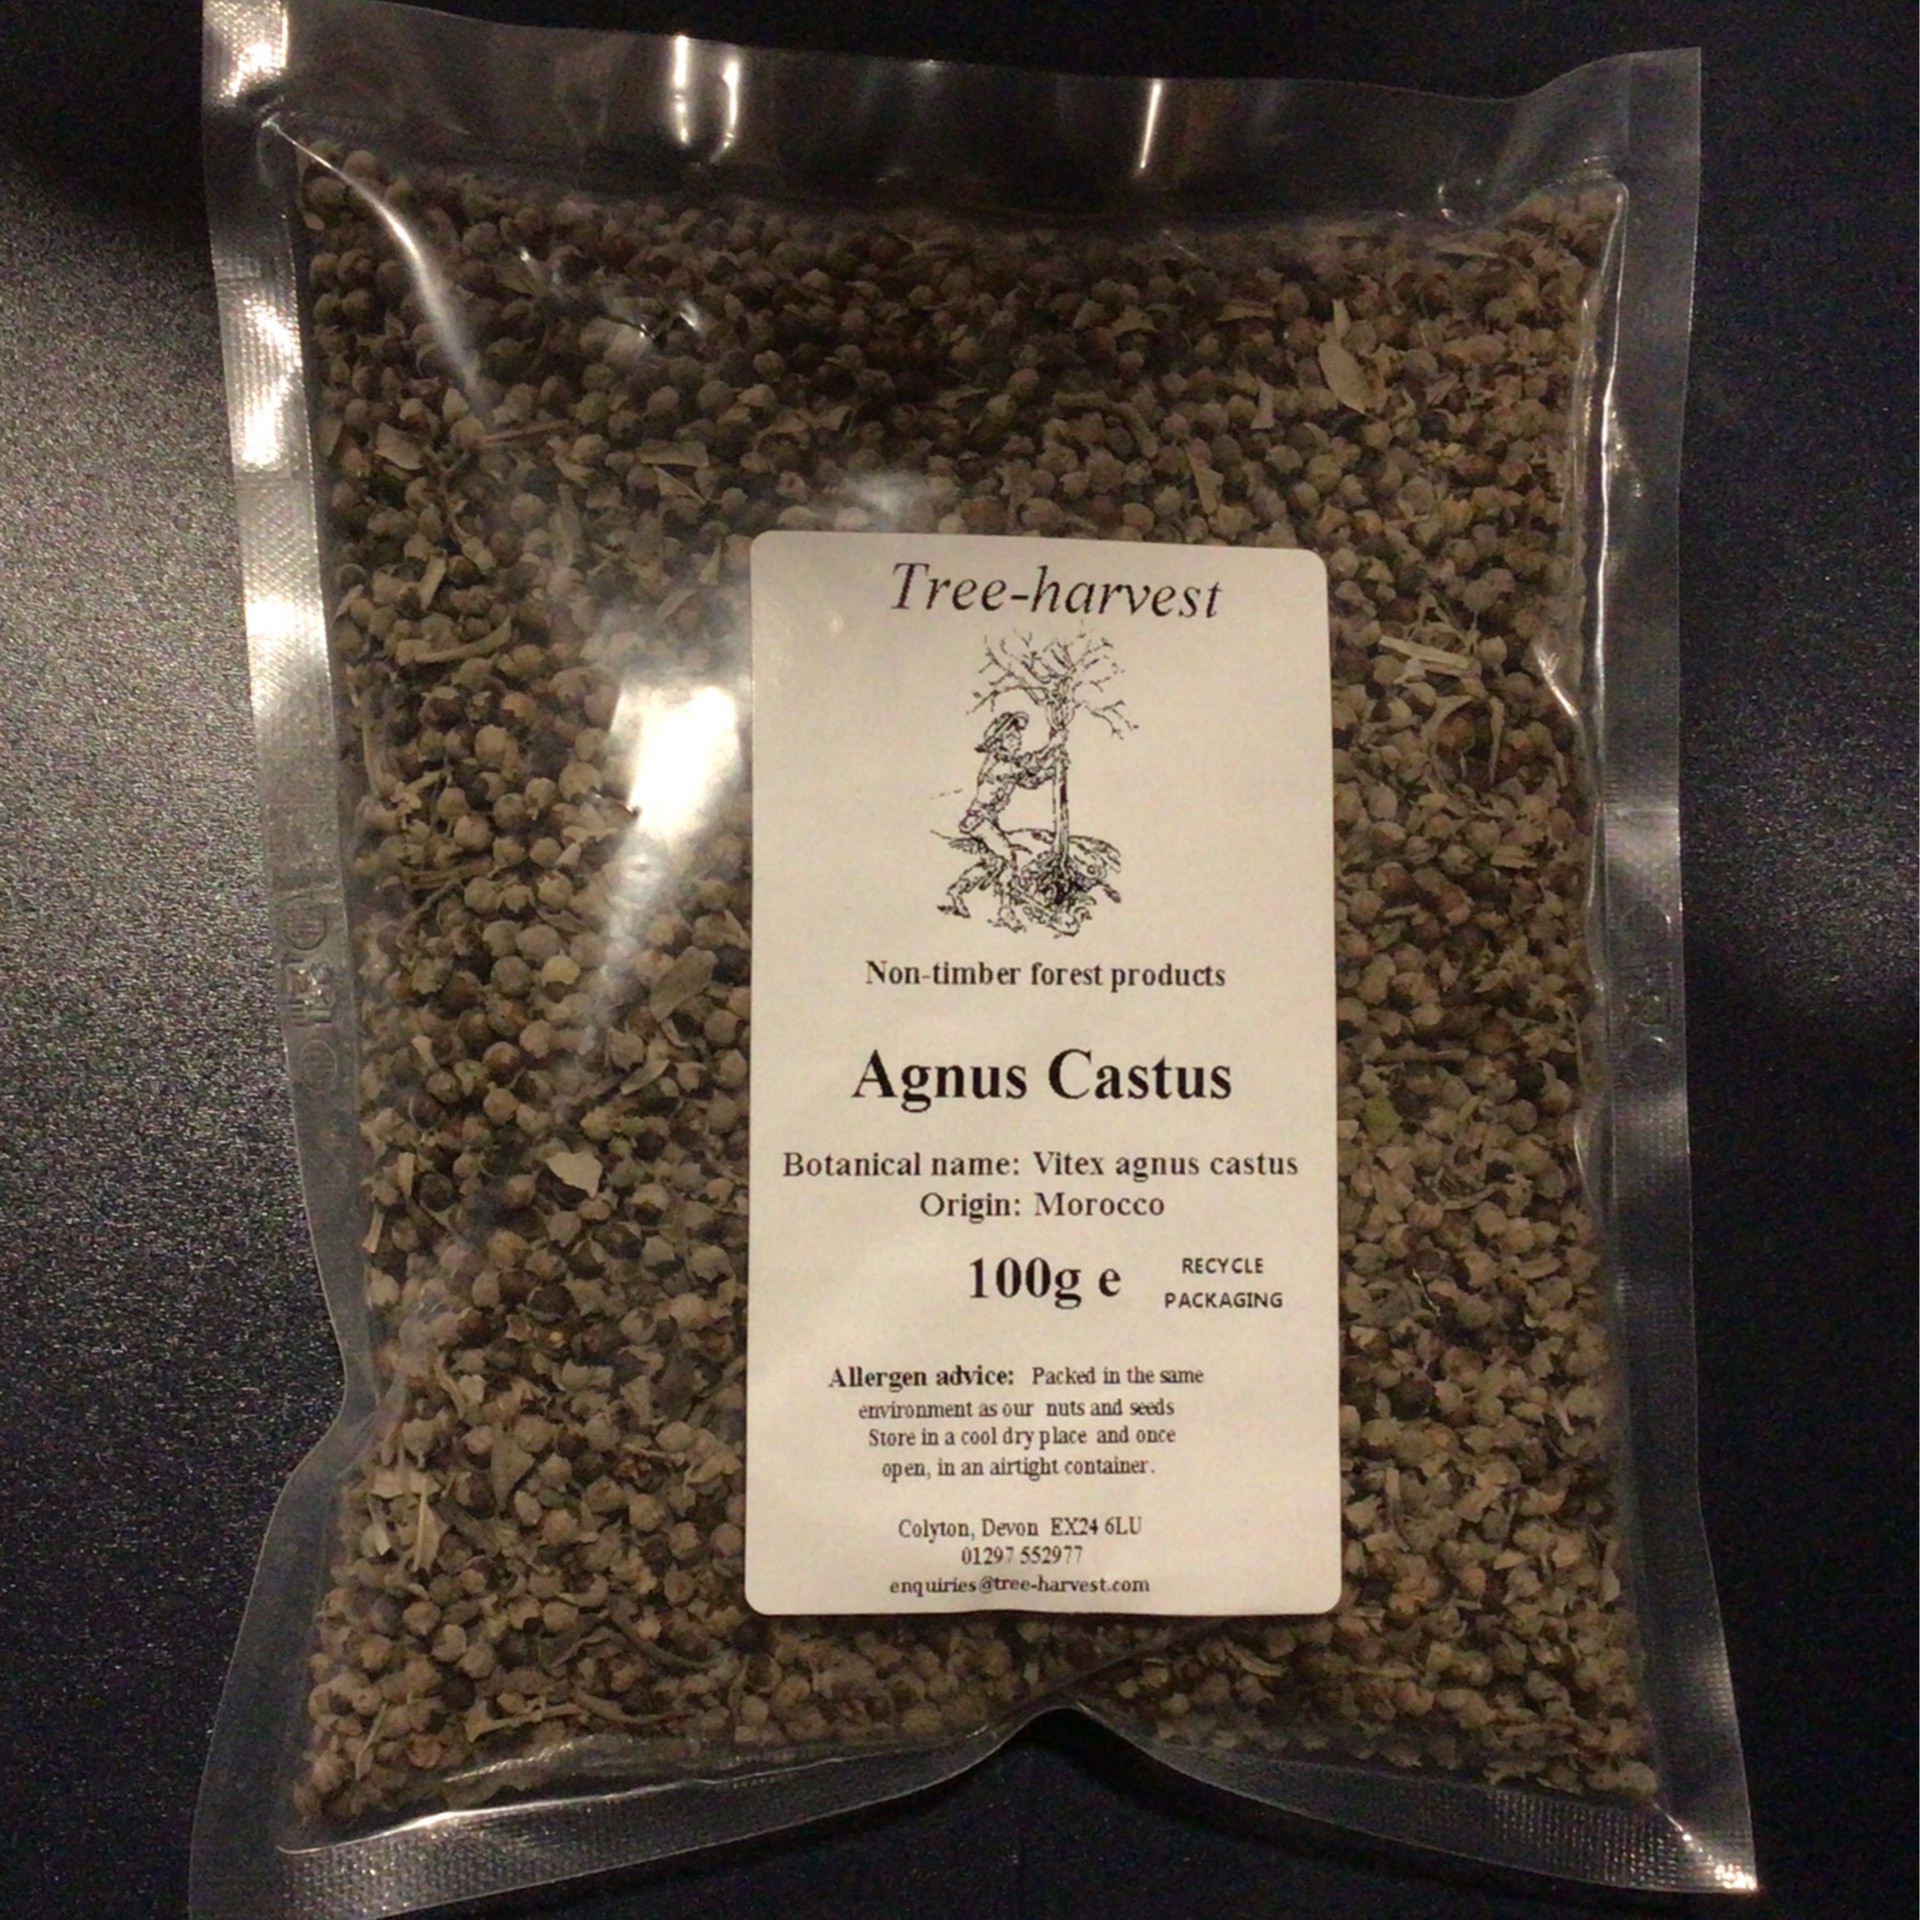 Tree-harvest
Non-timber forest products
Agnus Castus
Botanical name: Vitex agnus castus
Origin: Morocco
100g e
RECYCLE
PACKAGING
Allergen advice: Packed in the same
environment as our nuts and seeds
Store in a cool dry place and once
open, in an airtight container.
Colyton, Devon EX24 6LU
01297 552977
enquiries@tree-harvest.com